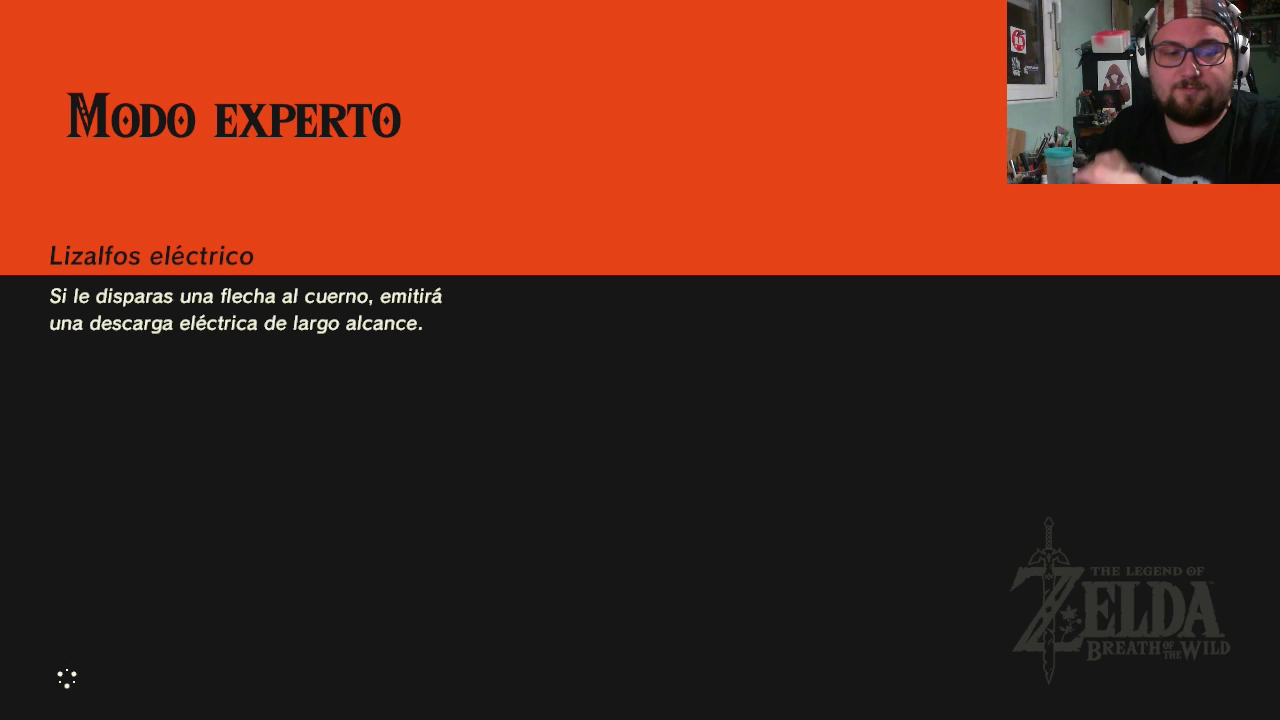 Modo experto
Lizalfos eléctrico
Si le disparas una flecha al cuerno, emitirá
una descarga eléctrica de largo alcance.
THE LEGEND OF
ZELDA
BREATH OF THE WILD